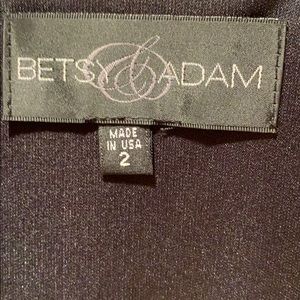 BETSY & ADAM
MADE
IN USA
2